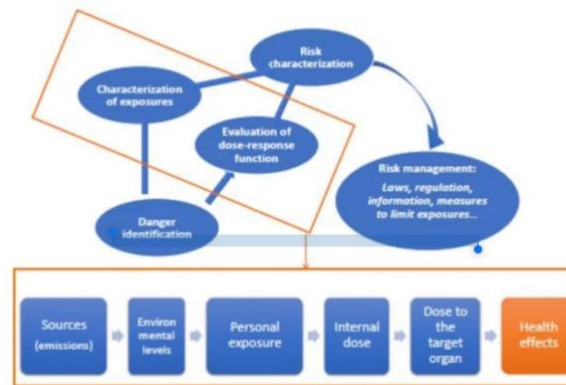 Risk
characterization
Characterization
of exposures
Evaluation of
dose-response
function
Risk management:
Laws, regulation,
information, measures
to limit exposures...
Danger
identification
Sources
(emissions)
Environ
mental
levels
Personal
exposure
Internal
dose
Dose to
the
target
organ
Health
effects